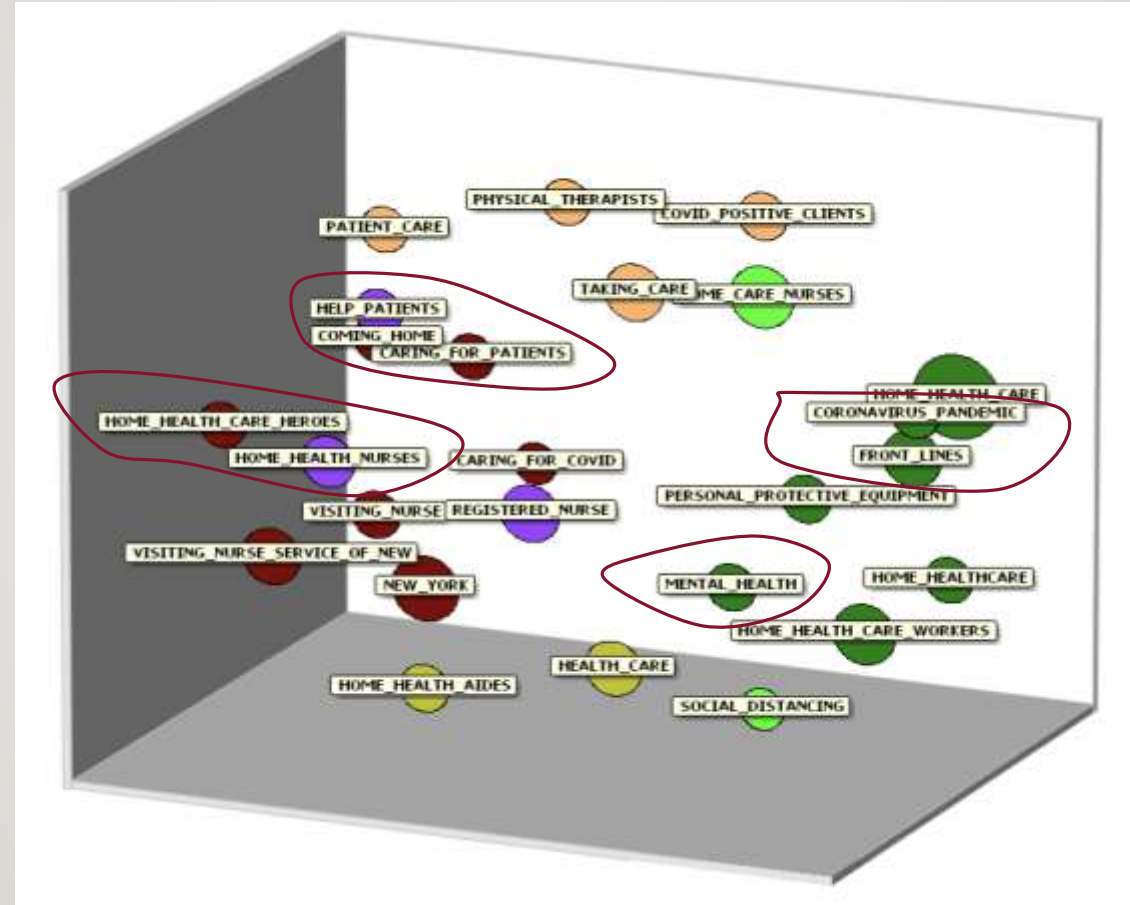 PHYSICAL_THERAPISTS
COVID_POSITIVE_CLIENTS
PATIENT_CARE
TAKING_CARE
ME_CARE_NURSES
HELP_PATIENTS
COMING_HOME
CARING_FOR_PATIENTS
HOME_HEALTH_CARE
CORONAVIRUS_PANDEMIC
HOME_HEALTH_CARE_HEROES
HOME_HEALTH_NURSES
CARING_FOR_COVID
FRONT_LINES
PERSONAL_PROTECTIVE_EQUIPMENT
VISITING_NURSE
REGISTERED_NURSE
VISITING_NURSE_SERVICE_OF_NEW
NEW_YORK
MENTAL_HEALTH
HOME_HEALTHCARE
HOME_HEALTH_CARE_WORKERS
HEALTH_CARE
HOME_HEALTH_AIDES
SOCIAL_DISTANCING